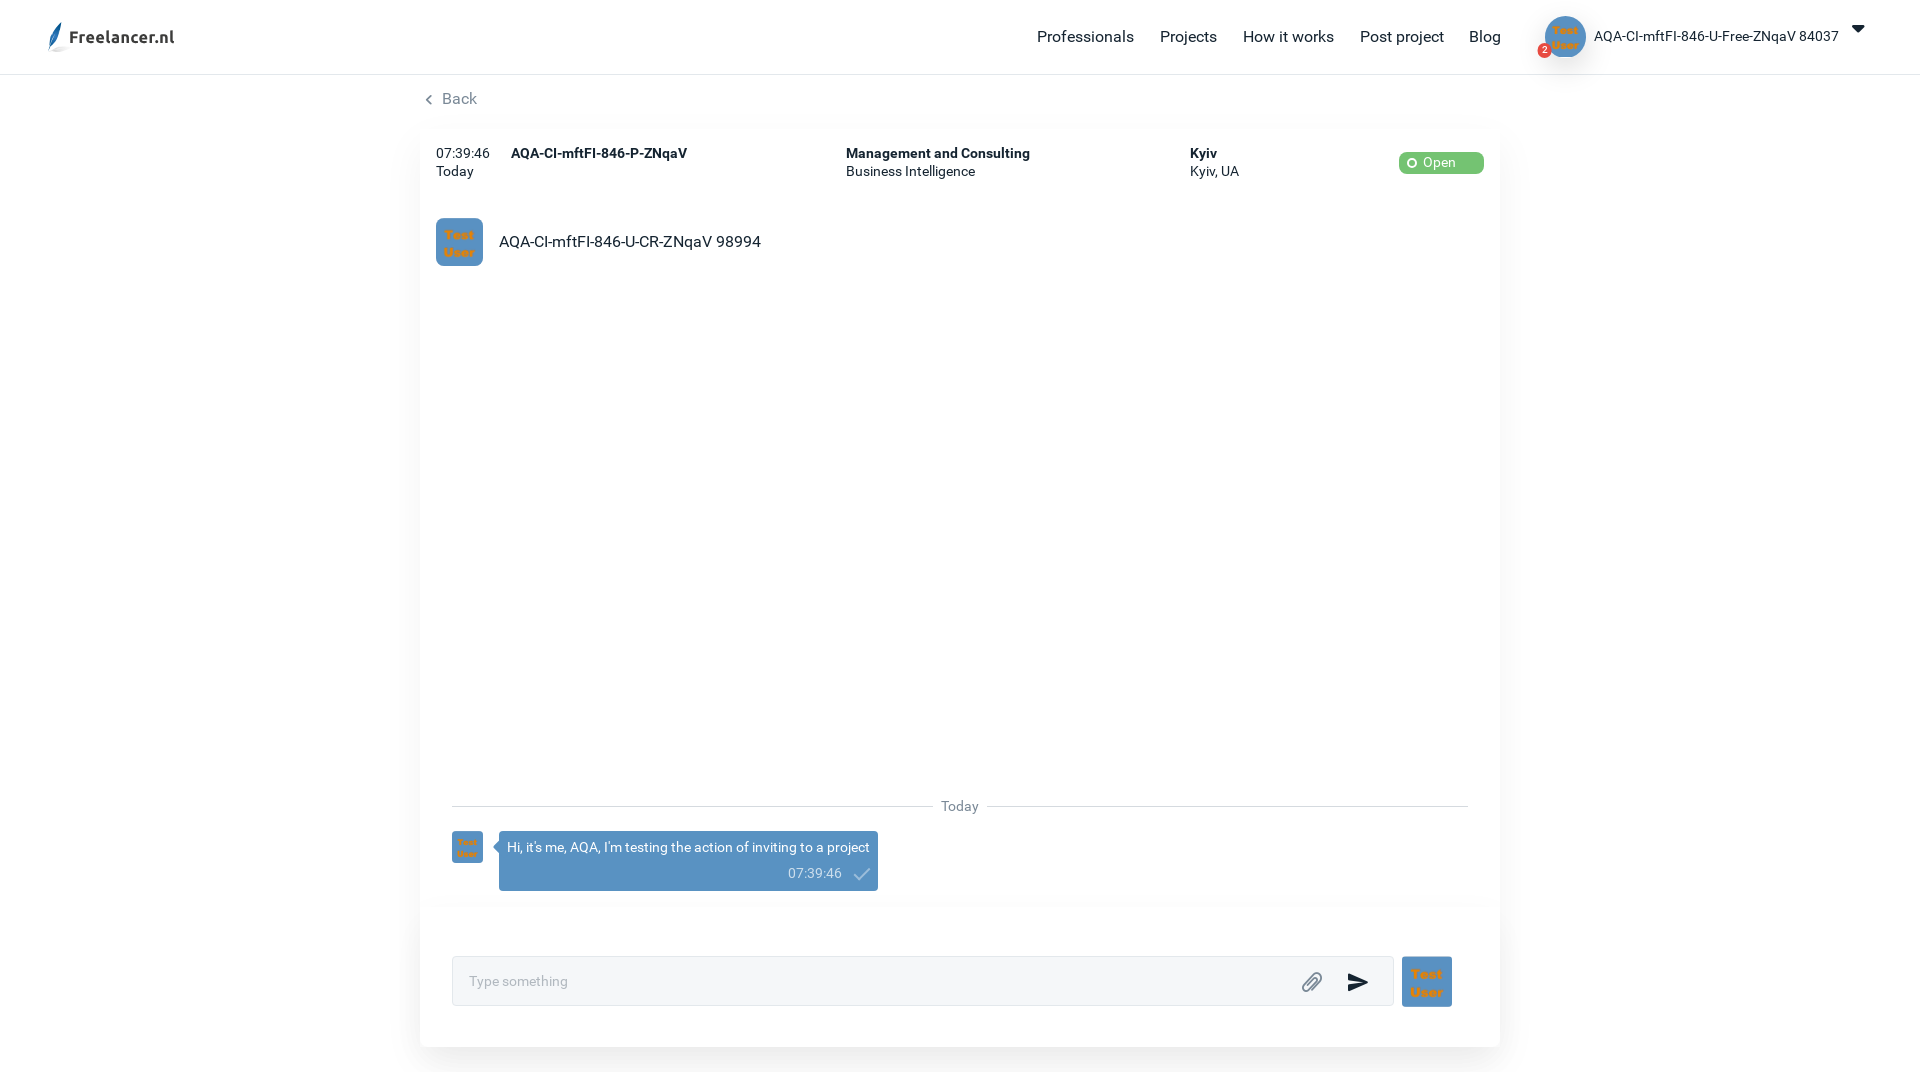 Freelancer.nl
Professionals
Projects
How it works
Post project
Blog
Test
User
2
AQA-CI-mftFI-846-U-Free-ZNqaV 84037
Back
07:39:46
Today
AQA-CI-mftFI-846-P-ZNqaV
Management and Consulting
Business Intelligence
Kyiv
Kyiv, UA
Open
Test
User
AQA-CI-mftFI-846-U-CR-ZNqaV 98994
Today
Test
User
Hi, it's me, AQA, I'm testing the action of inviting to a project
07:39:46
Type something
Test
User